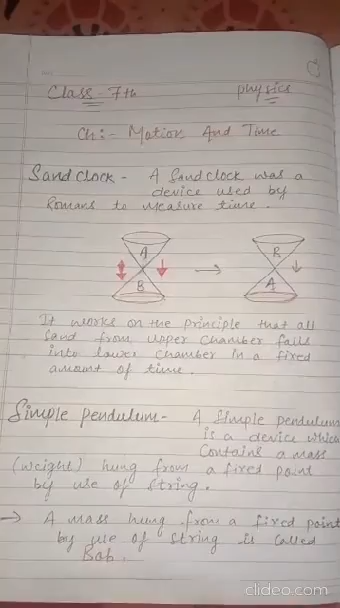 Class - 7th physics
Ch:- Motion And Time
Sand clock - A Sand clock was a
device used by
Romans to measure time.
A R
B A
It works on the principle that all
sand from upper chamber falls
into lower chamber in a fixed
amount of time.
Simple pendulum - A simple pendulum
is a device which
contains a mass
(weight) hung from a fixed point
by use of string.
→ A mass hung from a fixed point
by use of string is called
Bob.
clideo.com